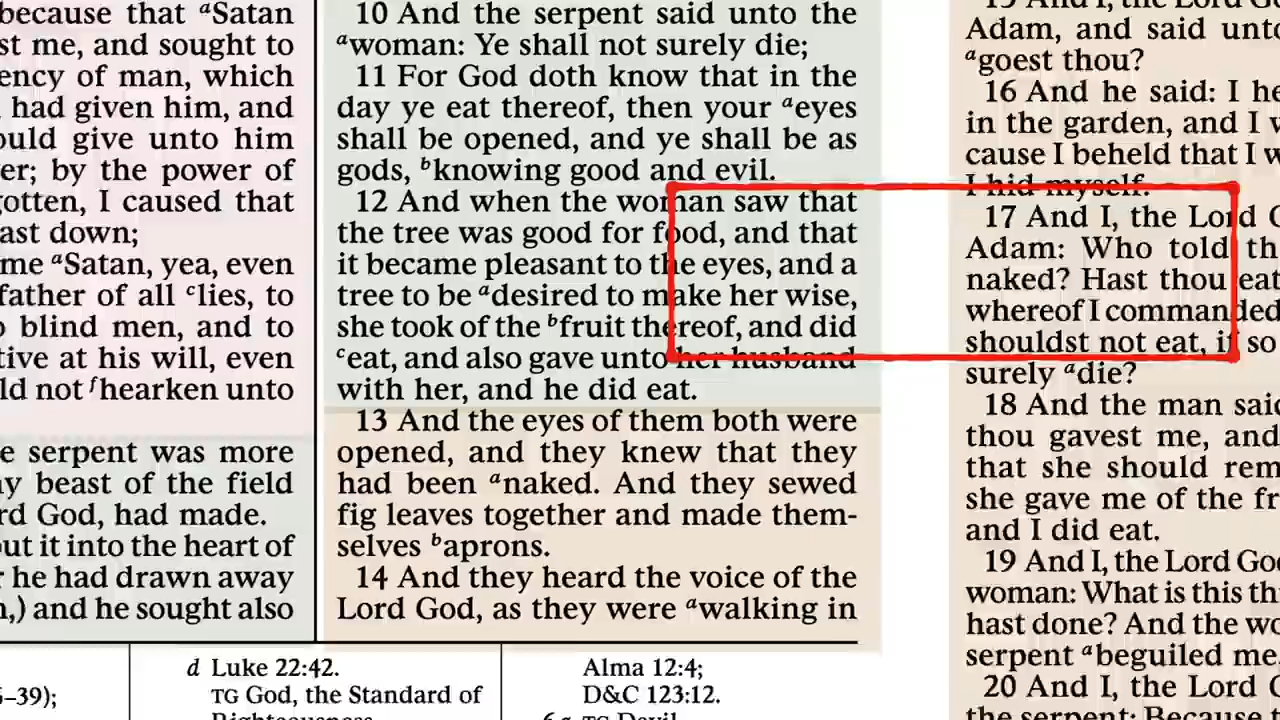 because that ᵃSatan
st me, and sought to
ency of man, which
had given him, and
ould give unto him
er; by the power of
gotten, I caused that
ast down;
me ᵃSatan, yea, even
father of all ᶜlies, to
o blind men, and to
tive at his will, even
ld not ᶠhearken unto
e serpent was more
y beast of the field
rd God, had made.
out it into the heart of
r he had drawn away
n,) and he sought also
5–39);
10 And the serpent said unto the
ᵃwoman: Ye shall not surely die;
11 For God doth know that in the
day ye eat thereof, then your ᵃeyes
shall be opened, and ye shall be as
gods, ᵇknowing good and evil.
12 And when the woman saw that
the tree was good for food, and that
it became pleasant to the eyes, and a
tree to be ᵃdesired to make her wise,
she took of the ᵇfruit thereof, and did
ᶜeat, and also gave unto her husband
with her, and he did eat.
13 And the eyes of them both were
opened, and they knew that they
had been ᵃnaked. And they sewed
fig leaves together and made them-
selves ᵇaprons.
14 And they heard the voice of the
Lord God, as they were ᵃwalking in
d Luke 22:42.
TG God, the Standard of
Righteousness.
Alma 12:4;
D&C 123:12.
6 a TG Devil.
15 And I, the Lord Go
Adam, and said unto
ᵃgoest thou?
16 And he said: I he
in the garden, and I w
cause I beheld that I w
I hid myself.
17 And I, the Lord G
Adam: Who told th
naked? Hast thou eat
whereof I commanded
shouldst not eat, if so
surely ᵃdie?
18 And the man said
thou gavest me, and
that she should rem
she gave me of the fr
and I did eat.
19 And I, the Lord God
woman: What is this thi
hast done? And the wo
serpent ᵃbeguiled me,
20 And I, the Lord G
the serpent: Because t